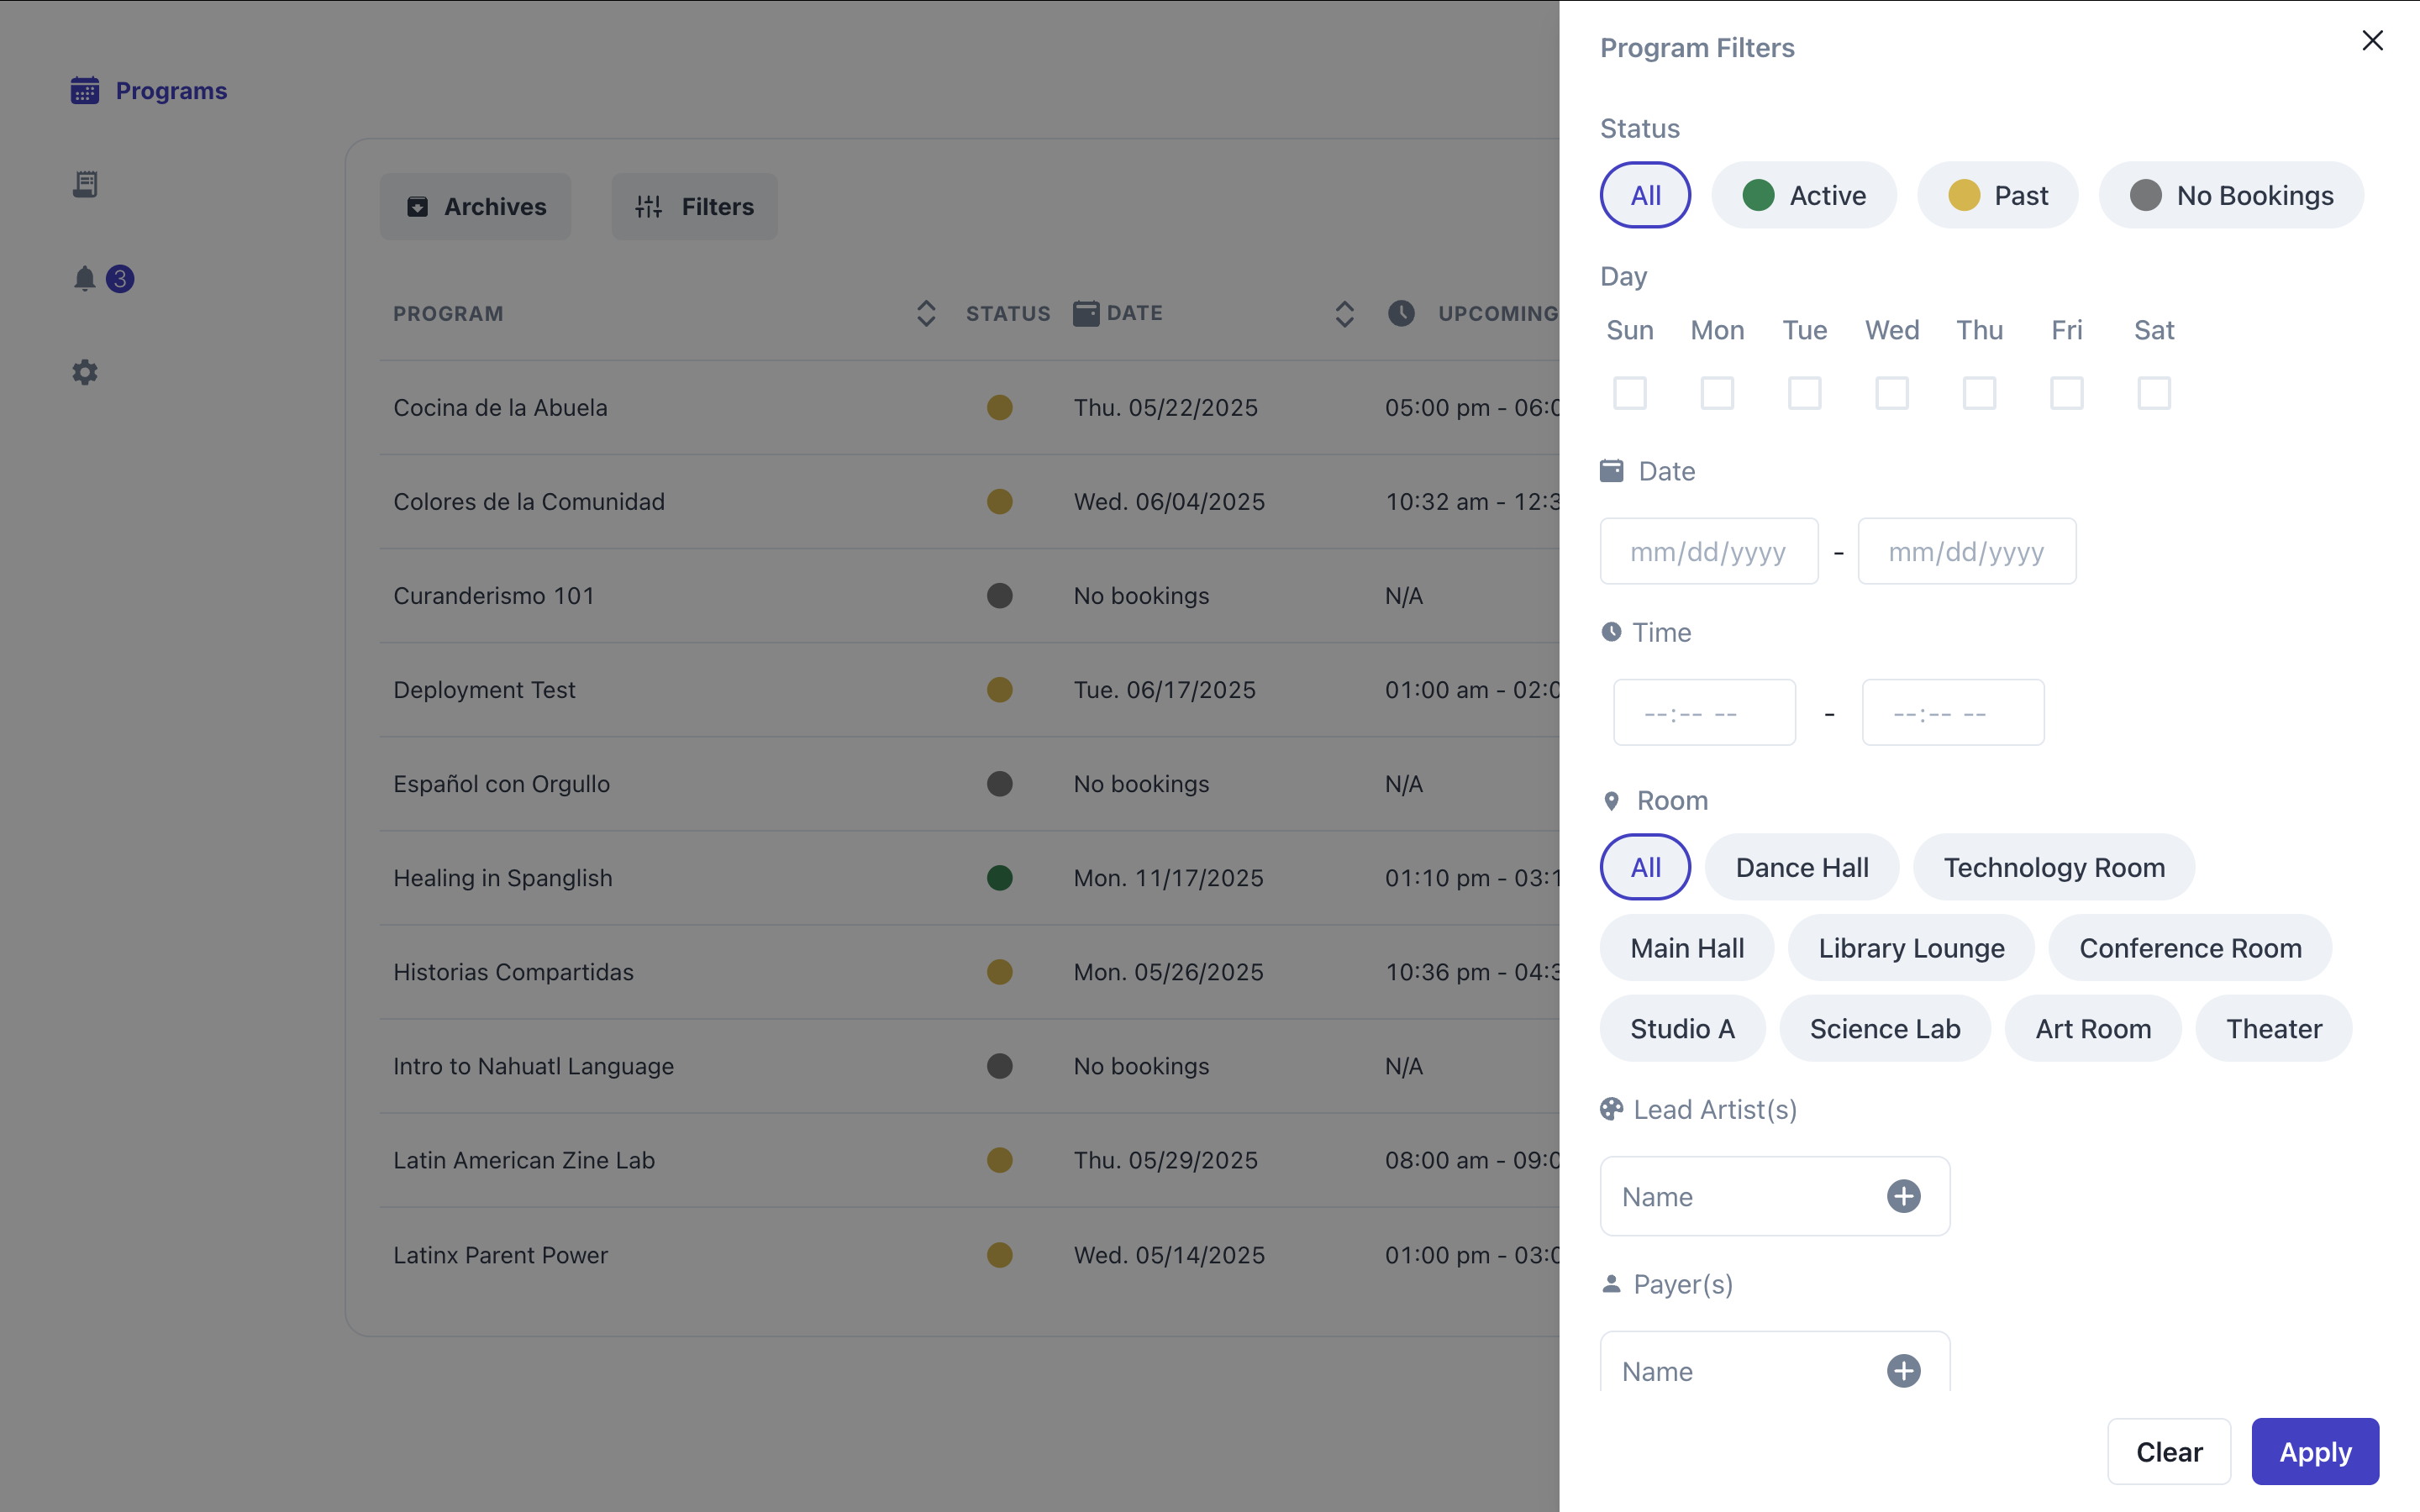 Programs
3
Archives
Filters
PROGRAM STATUS DATE UPCOMING
Cocina de la Abuela Thu. 05/22/2025 05:00 pm - 06:0
Colores de la Comunidad Wed. 06/04/2025 10:32 am - 12:3
Curanderismo 101 No bookings N/A
Deployment Test Tue. 06/17/2025 01:00 am - 02:0
Español con Orgullo No bookings N/A
Healing in Spanglish Mon. 11/17/2025 01:10 pm - 03:1
Historias Compartidas Mon. 05/26/2025 10:36 pm - 04:3
Intro to Nahuatl Language No bookings N/A
Latin American Zine Lab Thu. 05/29/2025 08:00 am - 09:0
Latinx Parent Power Wed. 05/14/2025 01:00 pm - 03:0
Program Filters
Status
All Active Past No Bookings
Day
Sun Mon Tue Wed Thu Fri Sat
Date
mm/dd/yyyy - mm/dd/yyyy
Time
--:-- -- - --:-- --
Room
All Dance Hall Technology Room
Main Hall Library Lounge Conference Room
Studio A Science Lab Art Room Theater
Lead Artist(s)
Name
Payer(s)
Name
Clear Apply